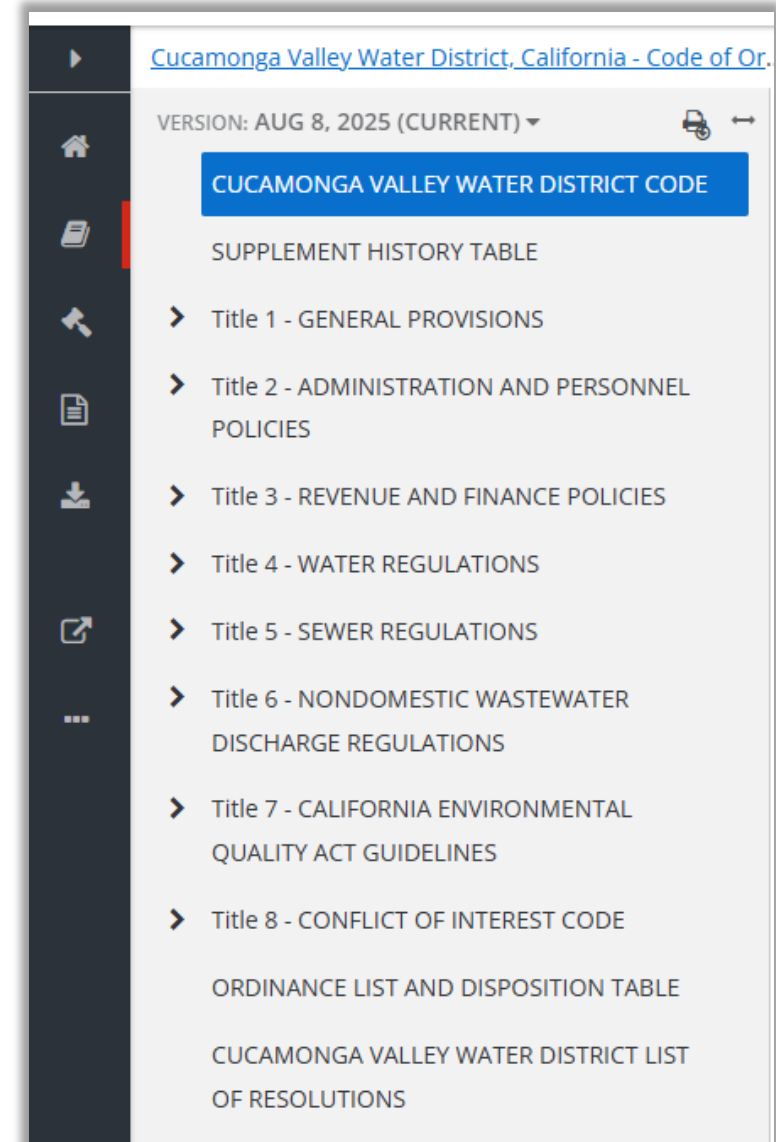 Cucamonga Valley Water District, California - Code of Or..
VERSION: AUG 8, 2025 (CURRENT)
CUCAMONGA VALLEY WATER DISTRICT CODE
SUPPLEMENT HISTORY TABLE
Title 1 - GENERAL PROVISIONS
Title 2 - ADMINISTRATION AND PERSONNEL
POLICIES
Title 3 - REVENUE AND FINANCE POLICIES
Title 4 - WATER REGULATIONS
Title 5 - SEWER REGULATIONS
Title 6 - NONDOMESTIC WASTEWATER
DISCHARGE REGULATIONS
Title 7 - CALIFORNIA ENVIRONMENTAL
QUALITY ACT GUIDELINES
Title 8 - CONFLICT OF INTEREST CODE
ORDINANCE LIST AND DISPOSITION TABLE
CUCAMONGA VALLEY WATER DISTRICT LIST
OF RESOLUTIONS